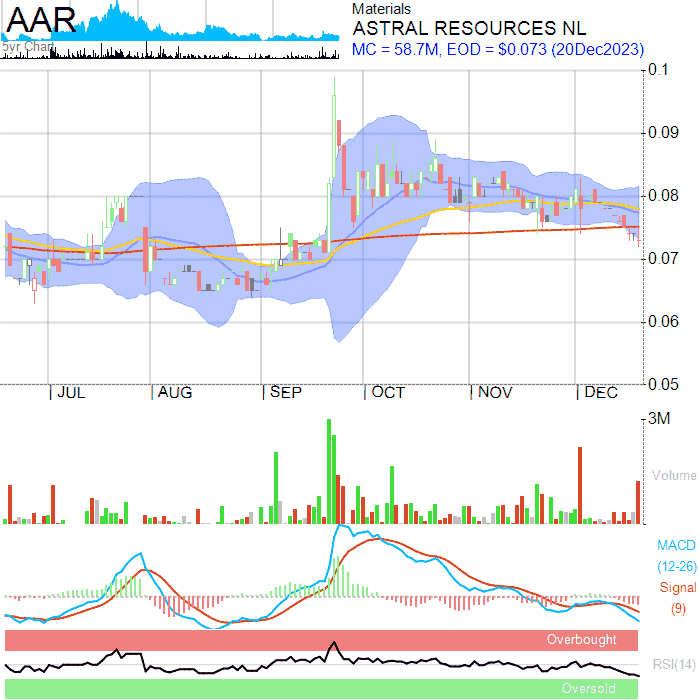 AAR
5yr Chart
Materials
ASTRAL RESOURCES NL
MC = 58.7M, EOD = $0.073 (20Dec2023)
0.1
0.09
0.08
0.07
0.06
0.05
JUL AUG SEP OCT NOV DEC
3M
Volume
MACD
(12-26)
Signal
(9)
Overbought
RSI(14)
Oversold